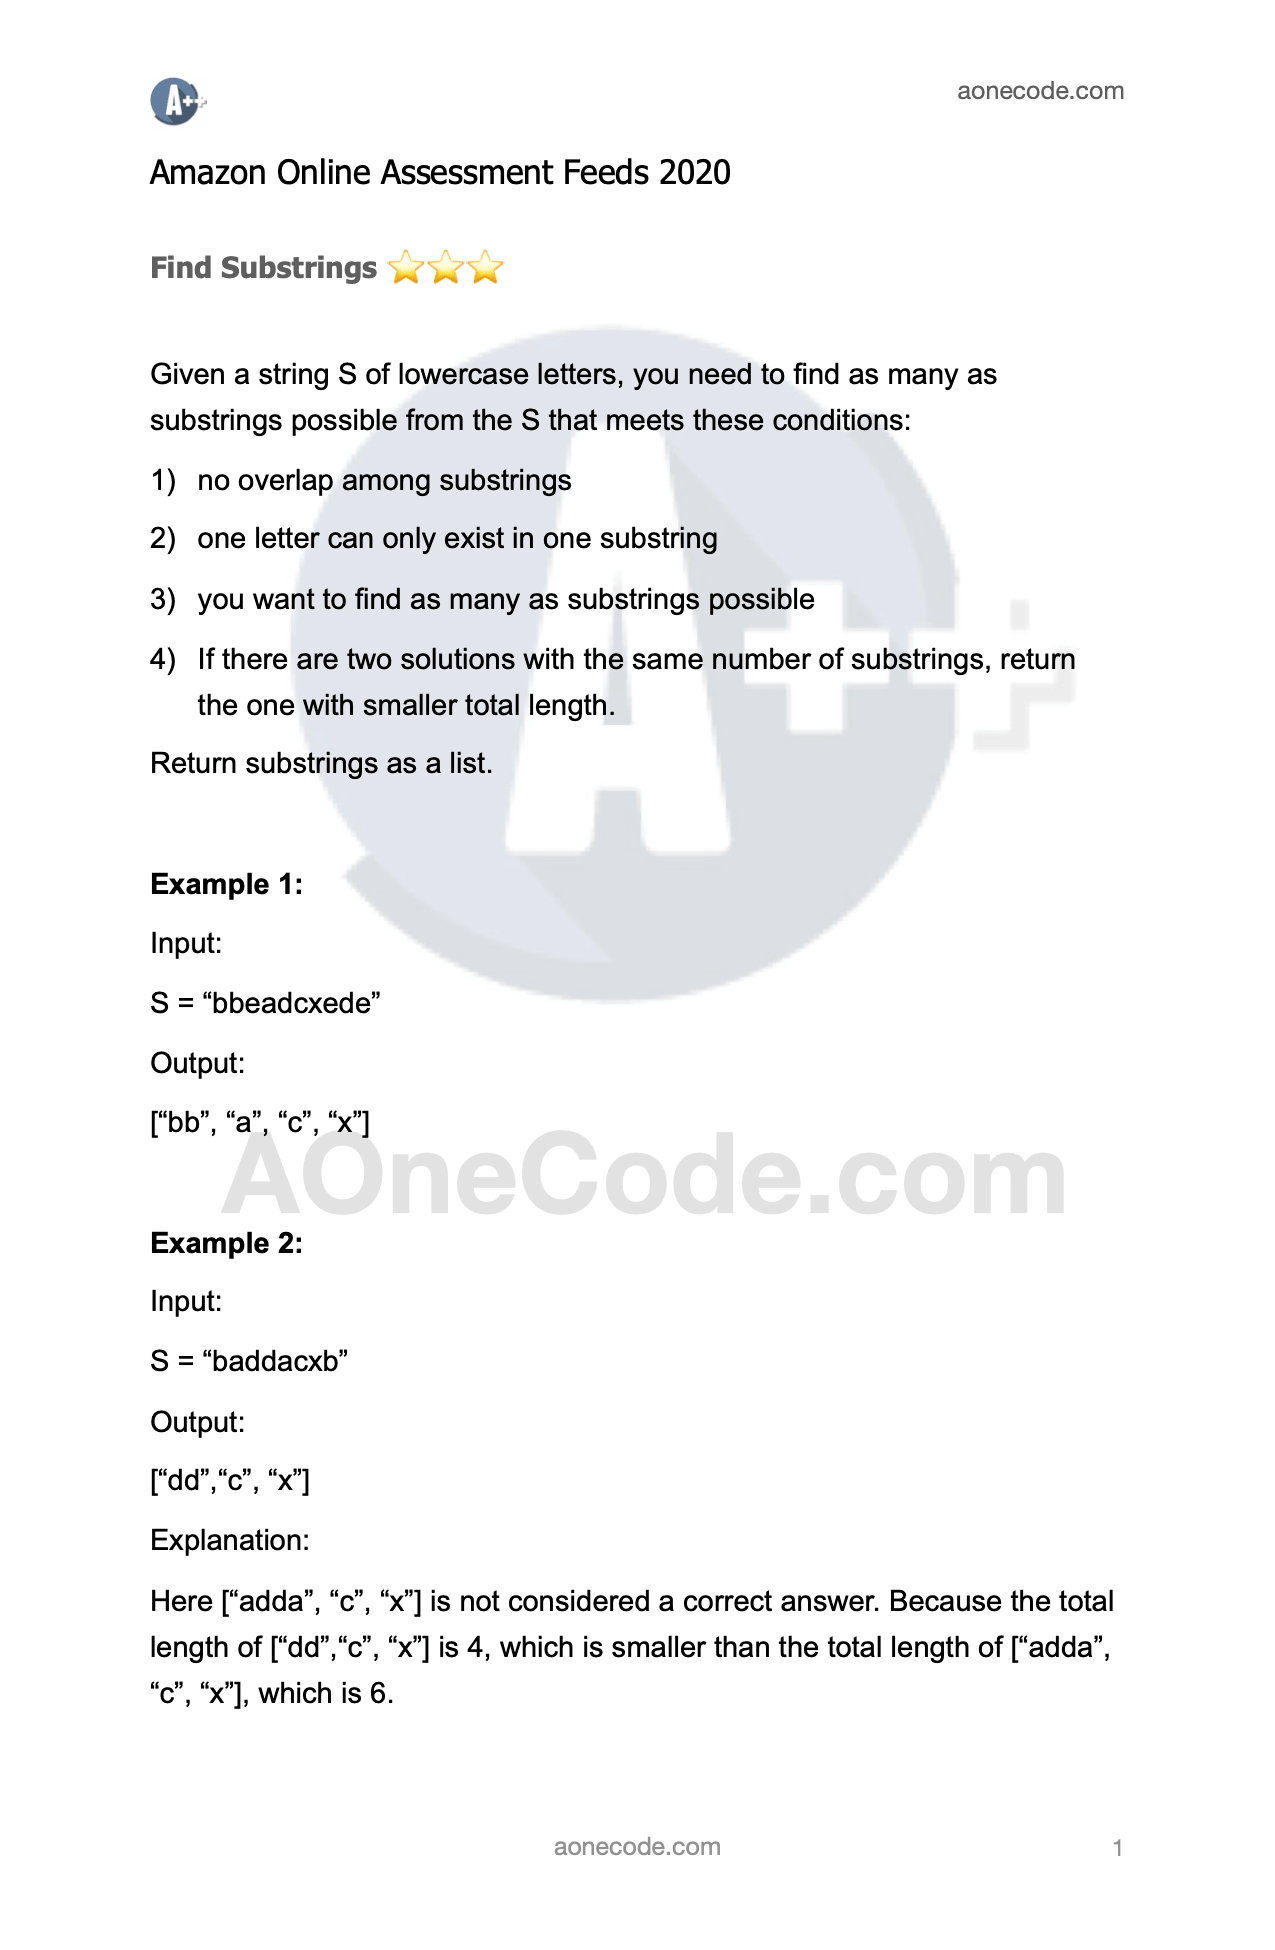 A++
aonecode.com
Amazon Online Assessment Feeds 2020
Find Substrings ⭐⭐⭐
Given a string S of lowercase letters, you need to find as many as
substrings possible from the S that meets these conditions:
1) no overlap among substrings
2) one letter can only exist in one substring
3) you want to find as many as substrings possible
4) If there are two solutions with the same number of substrings, return
the one with smaller total length.
Return substrings as a list.
A++
Example 1:
Input:
S = “bbeadcxede”
Output:
[“bb”, “a”, “c”, “x”]
AOneCode.com
Example 2:
Input:
S = “baddacxb”
Output:
[“dd”,“c”, “x”]
Explanation:
Here [“adda”, “c”, “x”] is not considered a correct answer. Because the total
length of [“dd”,“c”, “x”] is 4, which is smaller than the total length of [“adda”,
“c”, “x”], which is 6.
aonecode.com
1